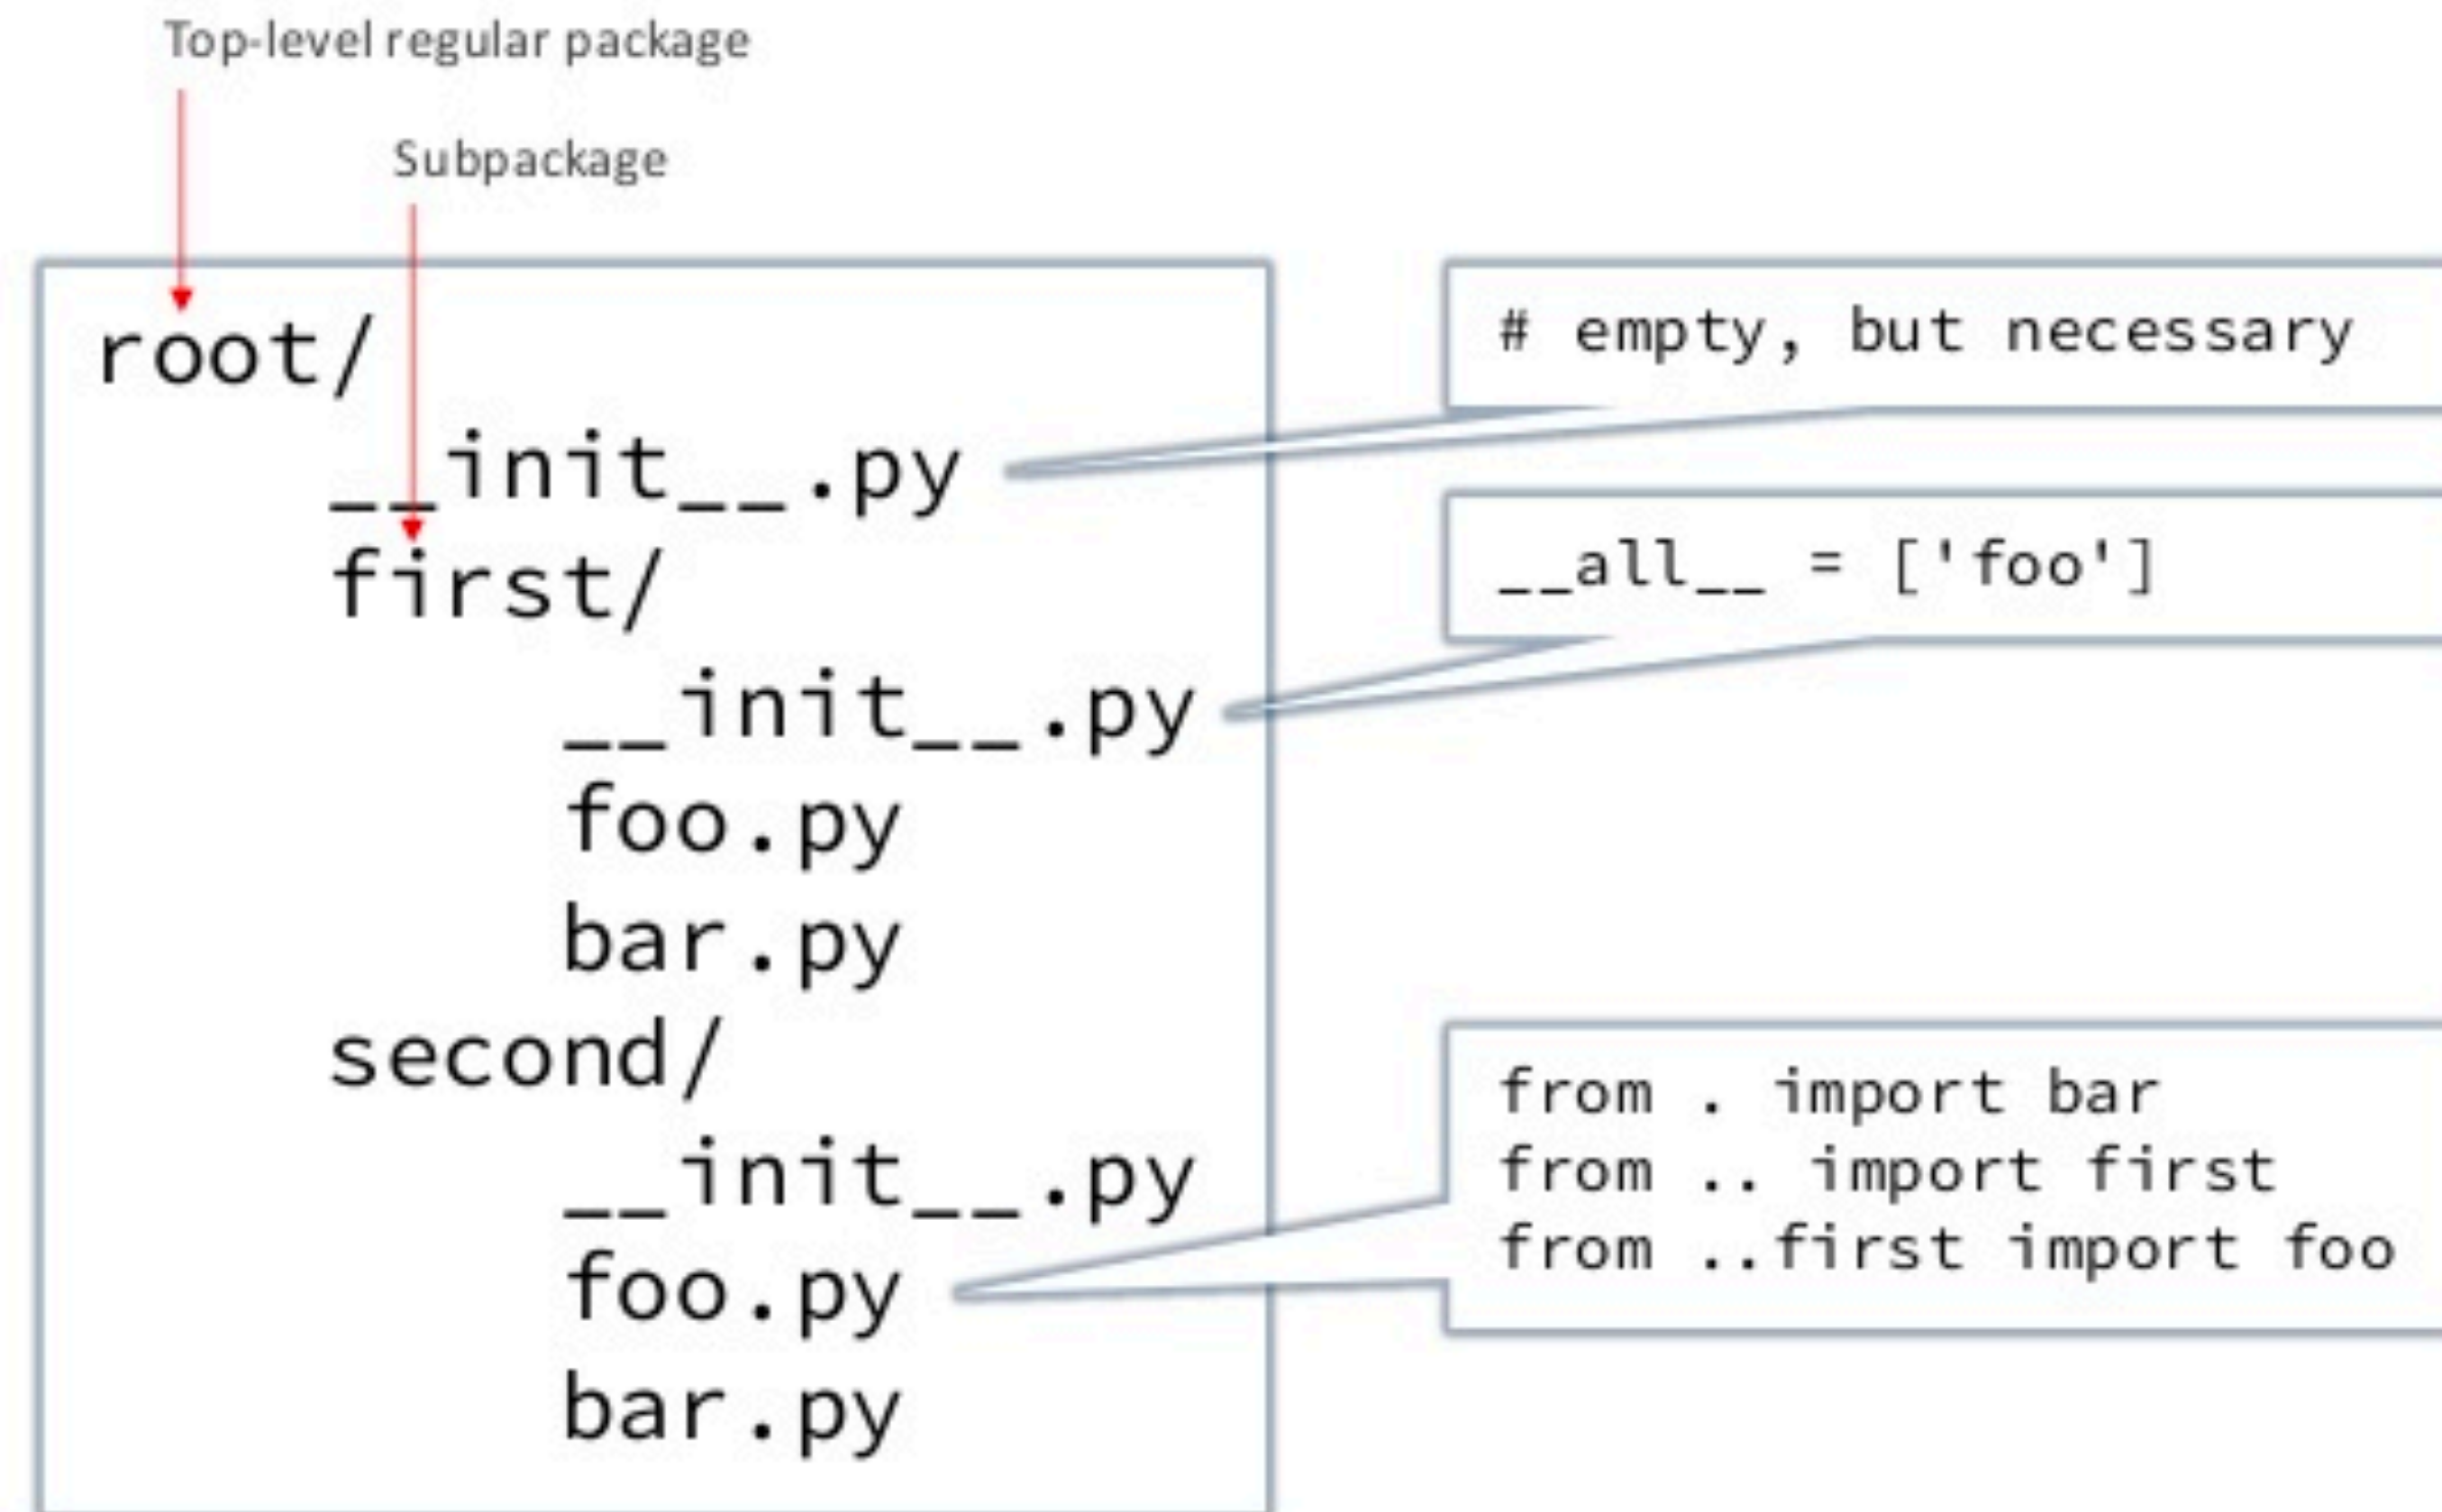 Top-level regular package
Subpackage
root/
__init__.py
first/
__init__.py
foo.py
bar.py
second/
__init__.py
foo.py
bar.py
# empty, but necessary
__all__ = ['foo']
from . import bar
from .. import first
from ..first import foo